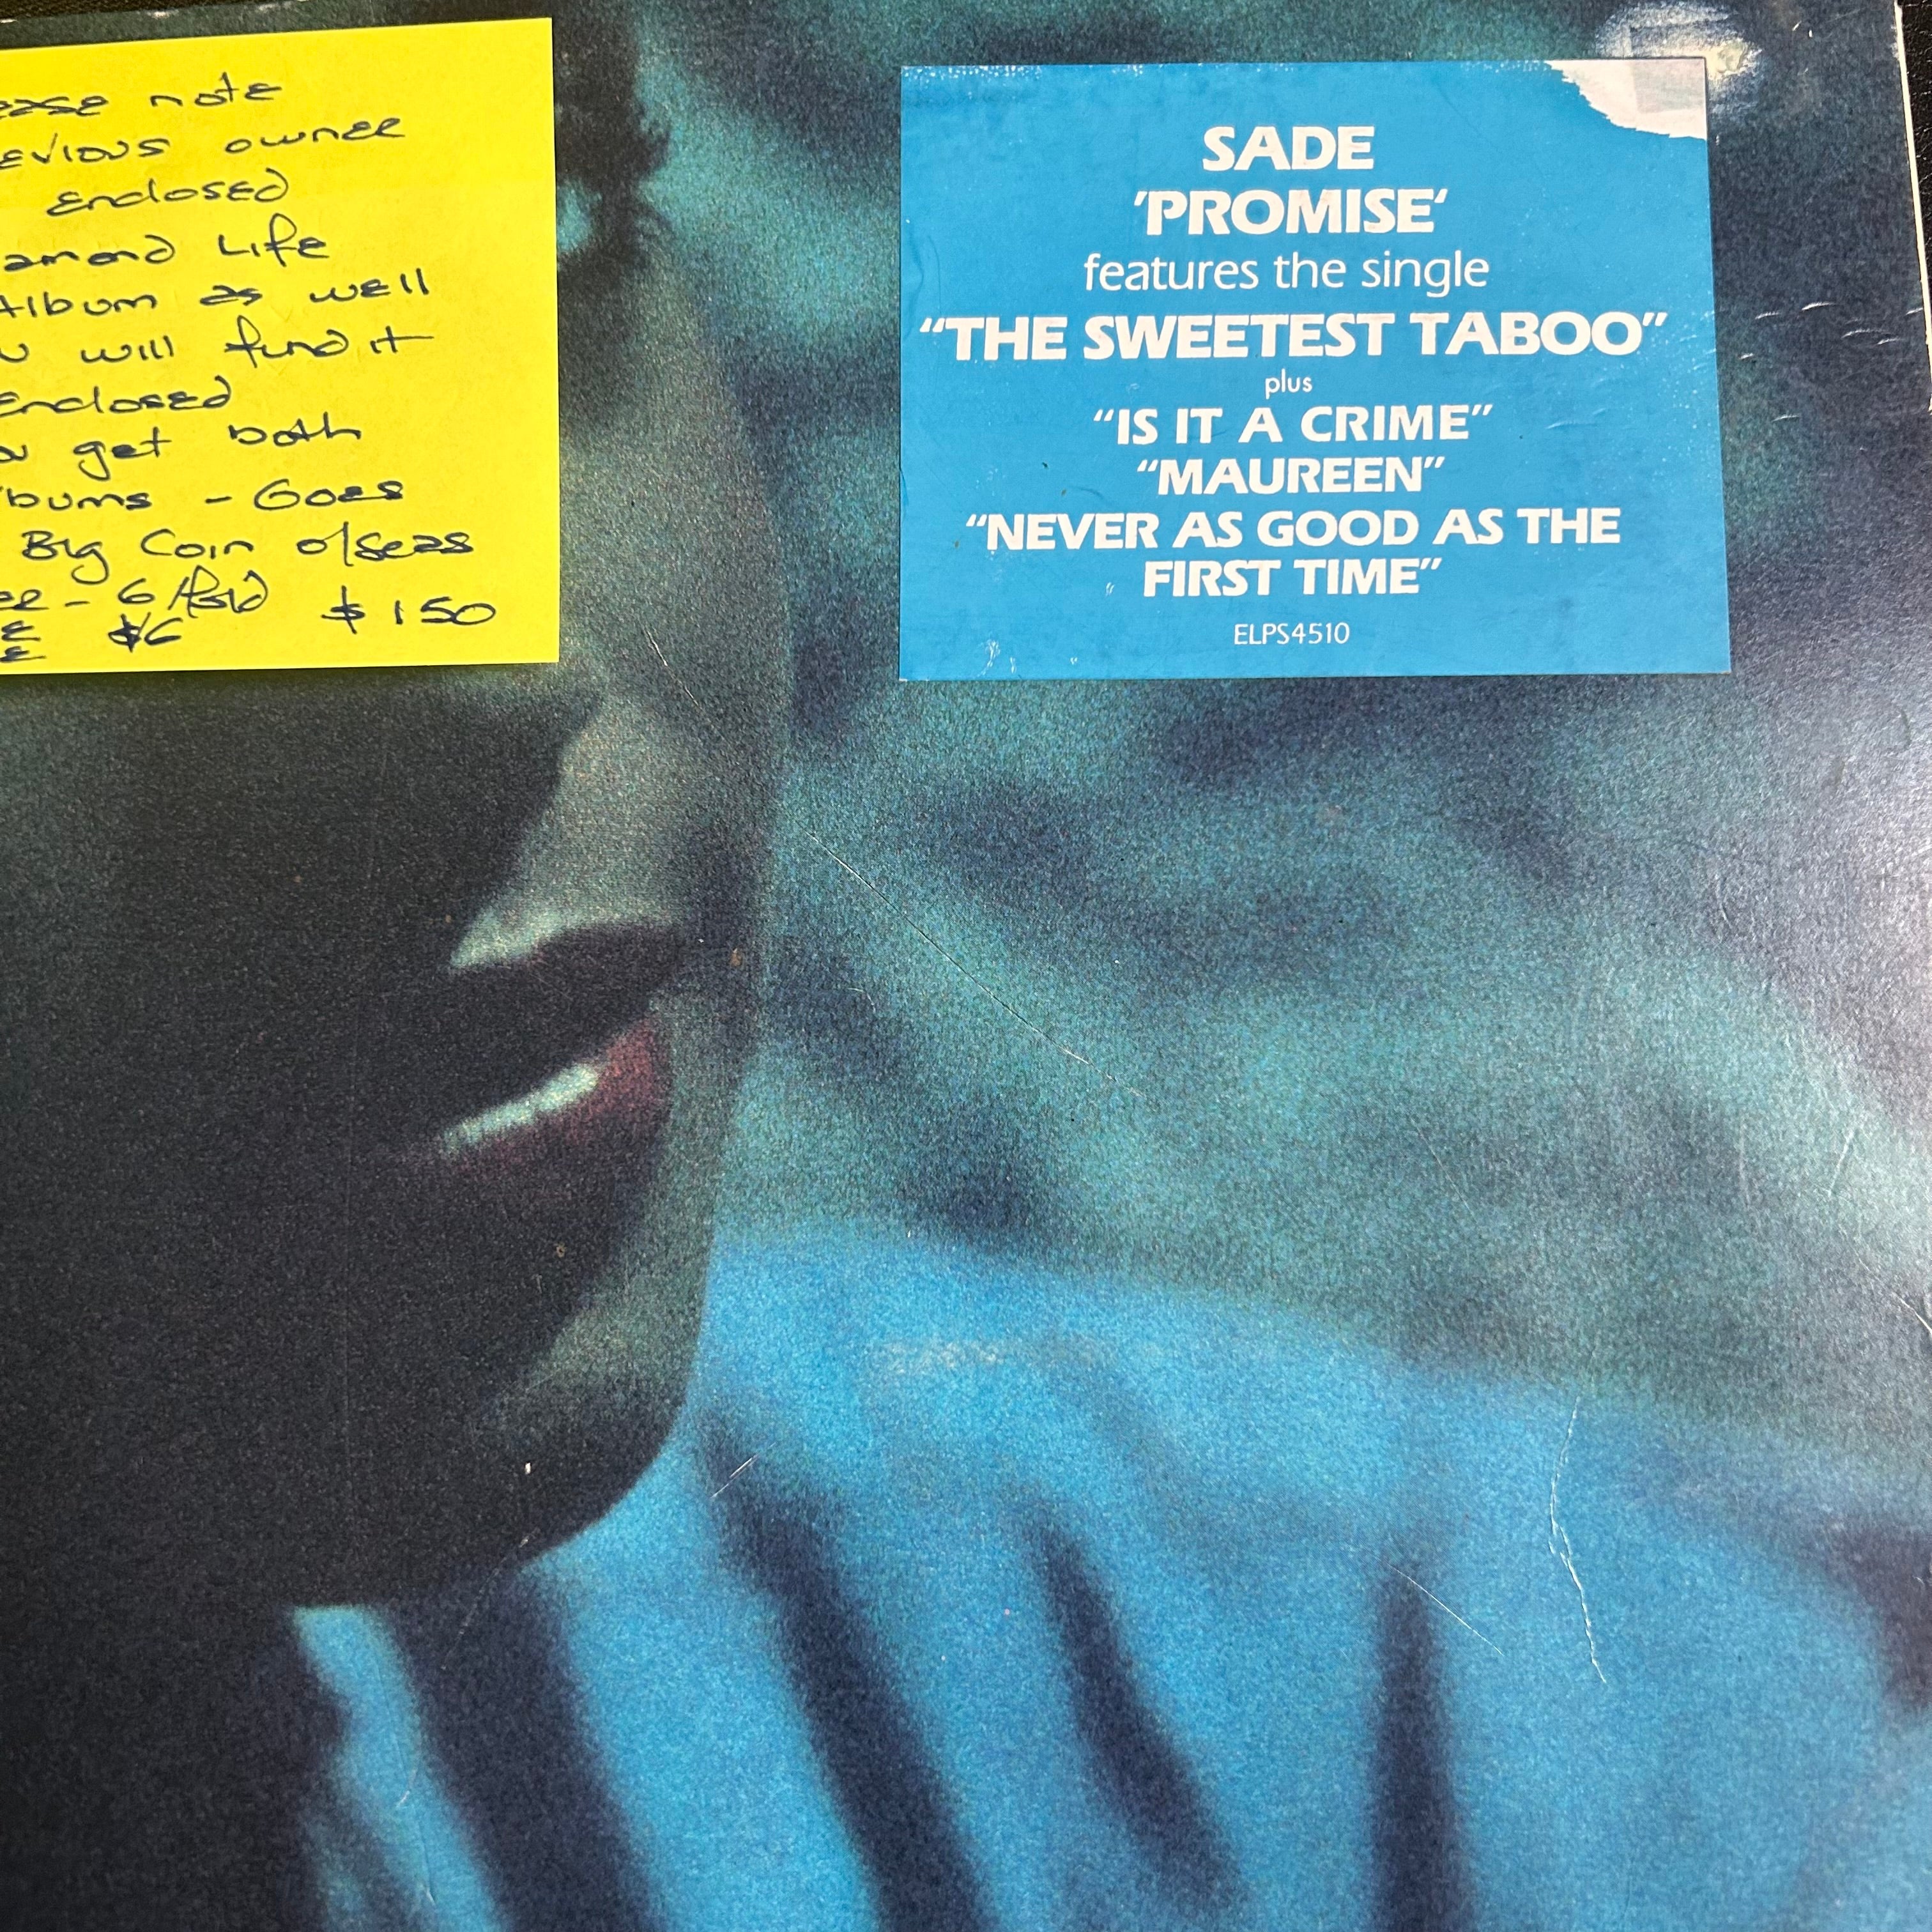 ease note
evious owner
enclosed
amond Life
Album as well
u will find it
enclosed
ou get both
bums - Goes
Big Coin o/seas
$150
SADE
'PROMISE'
features the single
"THE SWEETEST TABOO"
plus
"IS IT A CRIME"
"MAUREEN"
"NEVER AS GOOD AS THE
FIRST TIME"
ELPS4510